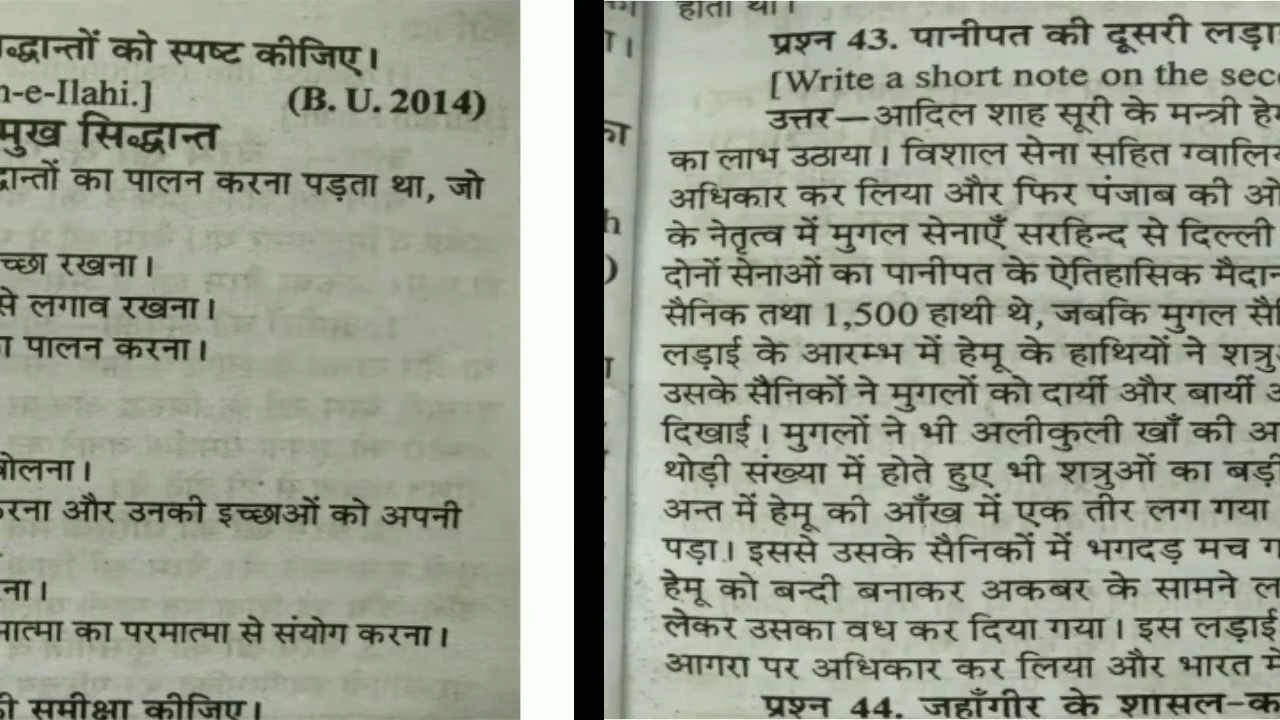 द्धान्तों को स्पष्ट कीजिए।
n-e-Ilahi.] (B. U. 2014)
मुख सिद्धान्त
द्धान्तों का पालन करना पड़ता था, जो
च्छा रखना।
से लगाव रखना।
पालन करना।
बोलना।
रना और उनकी इच्छाओं को अपनी
ना।
मात्मा का परमात्मा से संयोग करना।
की समीक्षा कीजिए।
होता था।
प्रश्न 43. पानीपत की दूसरी लड़ा
[Write a short note on the sec
उत्तर—आदिल शाह सूरी के मन्त्री हे
का लाभ उठाया। विशाल सेना सहित ग्वालि
अधिकार कर लिया और फिर पंजाब की ओ
के नेतृत्व में मुगल सेनाएँ सरहिन्द से दिल्ली
दोनों सेनाओं का पानीपत के ऐतिहासिक मैदान
सैनिक तथा 1,500 हाथी थे, जबकि मुगल सै
लड़ाई के आरम्भ में हेमू के हाथियों ने शत्रु
उसके सैनिकों ने मुगलों को दायीं और बायीं
दिखाई। मुगलों ने भी अलीकुली खाँ की अ
थोड़ी संख्या में होते हुए भी शत्रुओं का बड़ी
अन्त में हेमू की आँख में एक तीर लग गया
पड़ा। इससे उसके सैनिकों में भगदड़ मच ग
हेमू को बन्दी बनाकर अकबर के सामने ल
लेकर उसका वध कर दिया गया। इस लड़ाई
आगरा पर अधिकार कर लिया और भारत में
प्रश्न 44. जहाँगीर के शासल-क